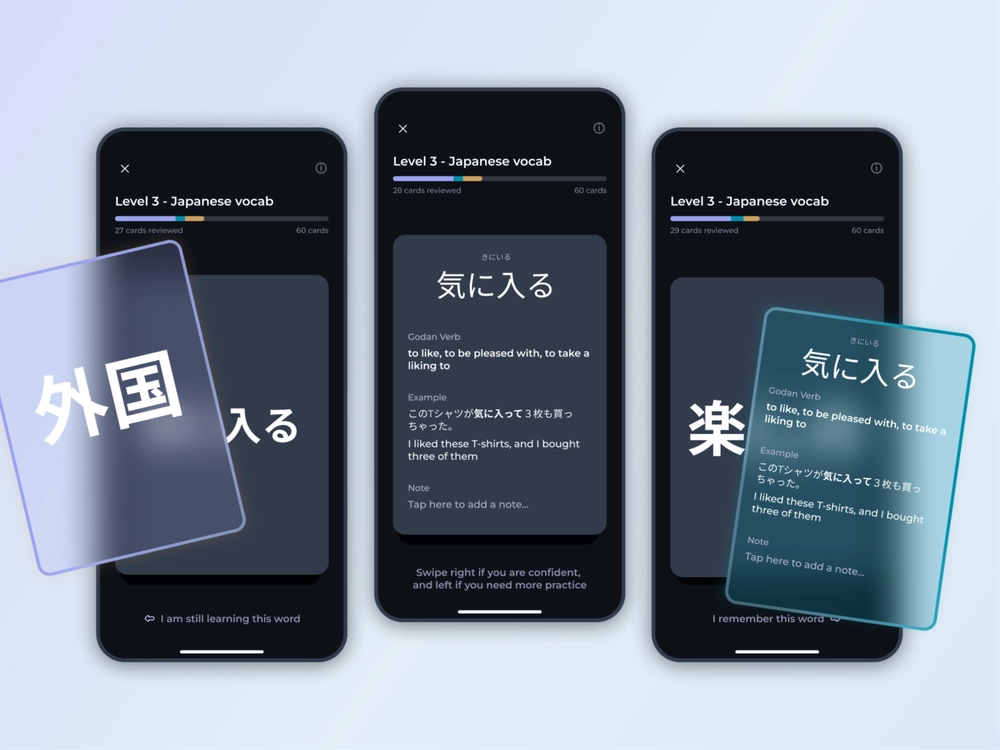 Level 3 - Japanese vocab
27 cards reviewed
60 cards
外国
入る
I am still learning this word
Level 3 - Japanese vocab
28 cards reviewed
60 cards
きにいる
気に入る
Godan Verb
to like, to be pleased with, to take a
liking to
Example
このTシャツが気に入って３枚も買っ
ちゃった。
I liked these T-shirts, and I bought
three of them
Note
Tap here to add a note...
Swipe right if you are confident,
and left if you need more practice
Level 3 - Japanese vocab
29 cards reviewed
60 cards
楽
きにいる
気に入る
Godan Verb
to like, to be pleased with, to take a
liking to
Example
このTシャツが気に入って３枚も買っ
ちゃった。
I liked these T-shirts, and I bought
three of them
Note
Tap here to add a note...
I remember this word